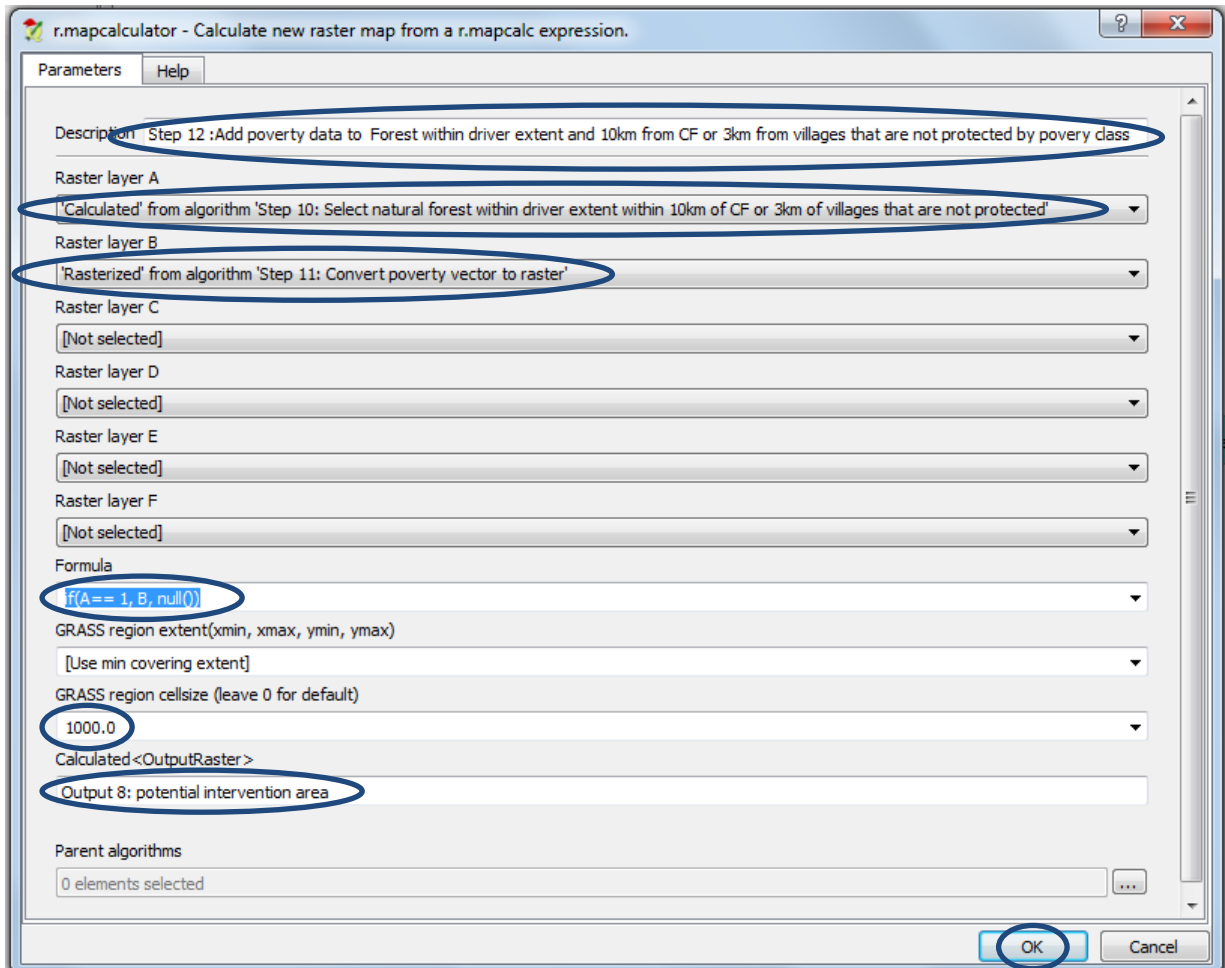 r.mapcalculator - Calculate new raster map from a r.mapcalc expression.
Parameters Help
Description Step 12 :Add poverty data to Forest within driver extent and 10km from CF or 3km from villages that are not protected by povery class
Raster layer A
'Calculated' from algorithm 'Step 10: Select natural forest within driver extent within 10km of CF or 3km of villages that are not protected'
Raster layer B
'Rasterized' from algorithm 'Step 11: Convert poverty vector to raster'
Raster layer C
[Not selected]
Raster layer D
[Not selected]
Raster layer E
[Not selected]
Raster layer F
[Not selected]
Formula
if(A== 1, B, null())
GRASS region extent(xmin, xmax, ymin, ymax)
[Use min covering extent]
GRASS region cellsize (leave 0 for default)
1000.0
Calculated<OutputRaster>
Output 8: potential intervention area
Parent algorithms
0 elements selected ...
OK Cancel